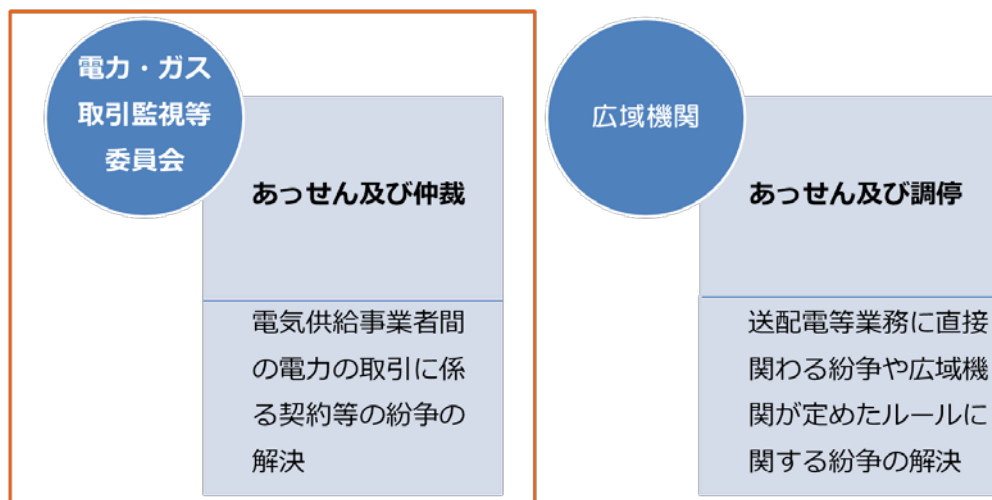 電力・ガス
取引監視等
委員会
あっせん及び仲裁
電気供給事業者間
の電力の取引に係
る契約等の紛争の
解決
広域機関
あっせん及び調停
送配電等業務に直接
関わる紛争や広域機
関が定めたルールに
関する紛争の解決